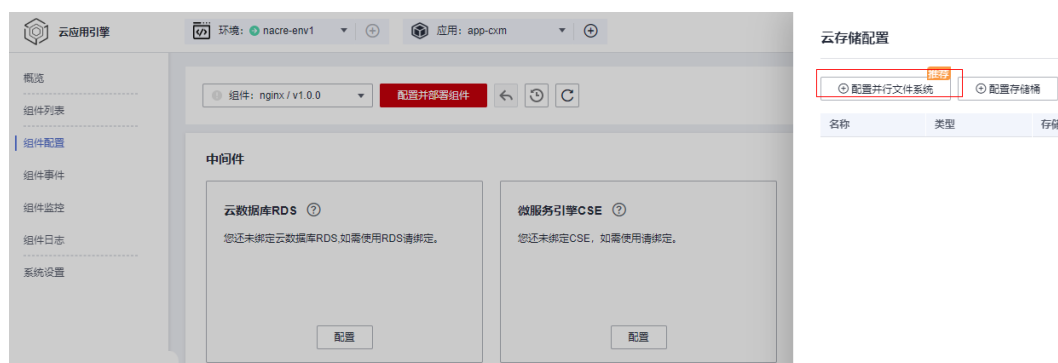 云应用引擎
环境: nacre-env1
应用: app-cxm
概览
组件列表
组件配置
组件事件
组件监控
组件日志
系统设置
组件: nginx / v1.0.0
配置并部署组件
中间件
云数据库RDS
您还未绑定云数据库RDS,如需使用RDS请绑定。
配置
微服务引擎CSE
您还未绑定CSE，如需使用请绑定。
配置
云存储配置
推荐
配置并行文件系统
配置存储桶
名称 类型 存储